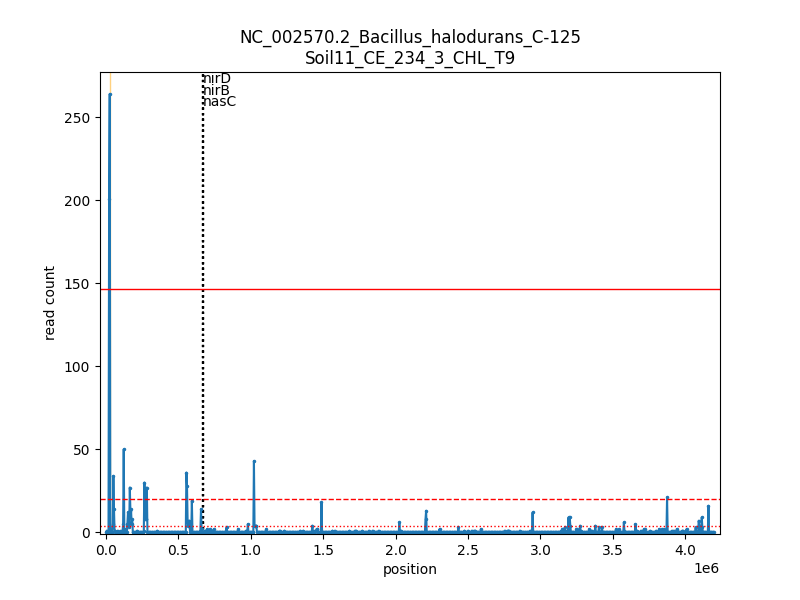 NC_002570.2_Bacillus_halodurans_C-125
Soil11_CE_234_3_CHL_T9
nirD
nirB
nasC
250
200
150
100
50
0
read count
0.0 0.5 1.0 1.5 2.0 2.5 3.0 3.5 4.0
1e6
position